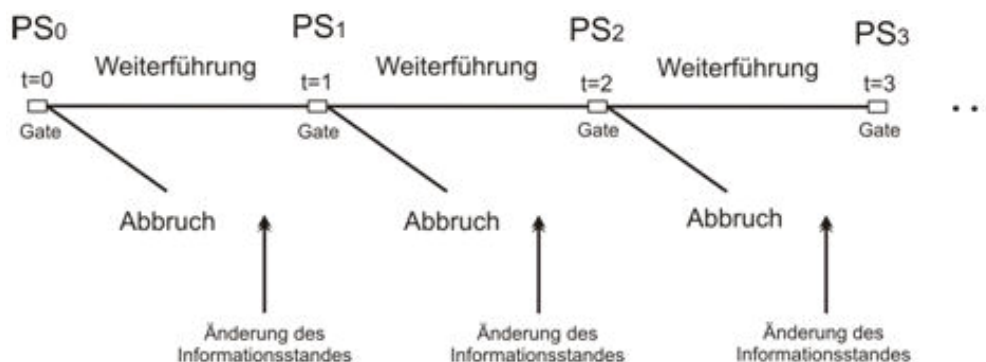 PS0 PS1 PS2 PS3
Weiterführung Weiterführung Weiterführung
t=0 t=1 t=2 t=3
Gate Gate Gate Gate
. .
Abbruch Abbruch Abbruch
Änderung des Änderung des Änderung des
Informationsstandes Informationsstandes Informationsstandes